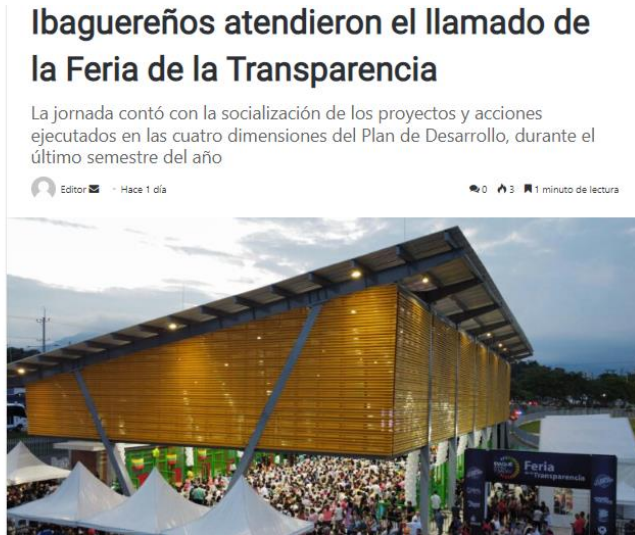 Ibaguereños atendieron el llamado de
la Feria de la Transparencia
La jornada contó con la socialización de los proyectos y acciones
ejecutados en las cuatro dimensiones del Plan de Desarrollo, durante el
último semestre del año
Editor · Hace 1 día 0 3 1 minuto de lectura
Feria
de la Transparencia